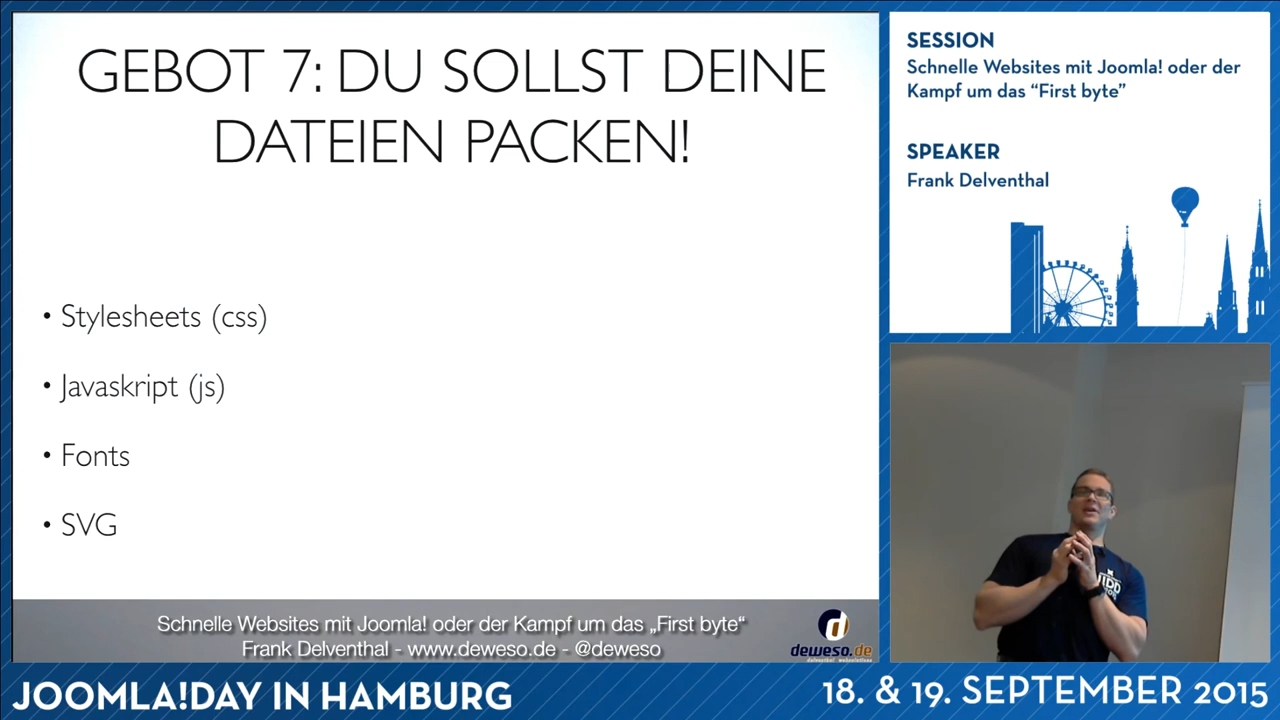 GEBOT 7: DU SOLLST DEINE
DATEIEN PACKEN!
• Stylesheets (css)
• Javaskript (js)
• Fonts
• SVG
Schnelle Websites mit Joomla! oder der Kampf um das „First byte“
Frank Delventhal - www.deweso.de - @deweso
deweso.de
delventhal websolutions
SESSION
Schnelle Websites mit Joomla! oder der
Kampf um das “First byte”
SPEAKER
Frank Delventhal
JOOMLA!DAY IN HAMBURG
18. & 19. SEPTEMBER 2015